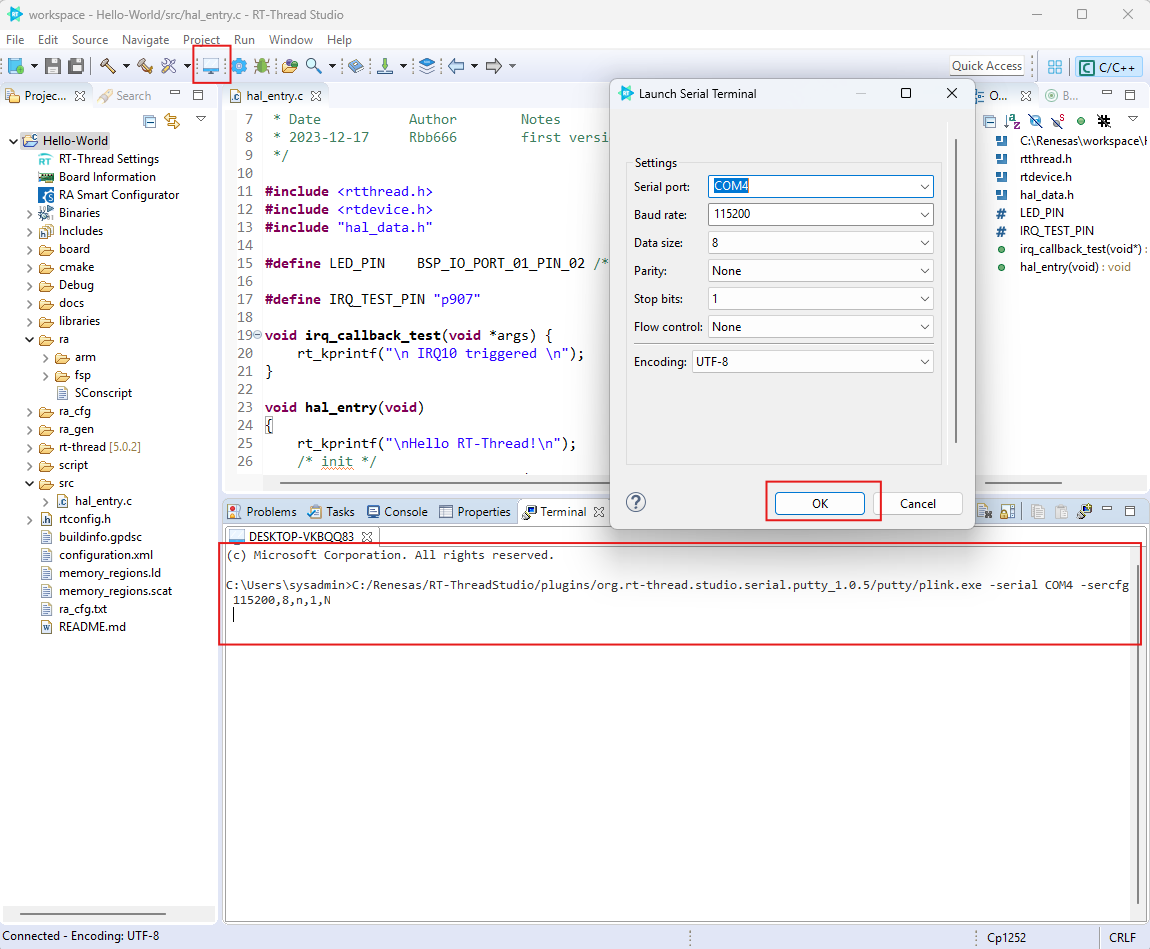 workspace - Hello-World/src/hal_entry.c - RT-Thread Studio
File Edit Source Navigate Project Run Window Help
Quick Access
C/C++
Projec...
Search
Hello-World
RT-Thread Settings
Board Information
RA Smart Configurator
Binaries
Includes
board
cmake
Debug
docs
libraries
ra
arm
fsp
SConscript
ra_cfg
ra_gen
rt-thread [5.0.2]
script
src
hal_entry.c
rtconfig.h
buildinfo.gpdsc
configuration.xml
memory_regions.ld
memory_regions.scat
ra_cfg.txt
README.md
hal_entry.c
7 * Date Author Notes
8 * 2023-12-17 Rbb666 first versi
9 */
10
11 #include <rtthread.h>
12 #include <rtdevice.h>
13 #include "hal_data.h"
14
15 #define LED_PIN BSP_IO_PORT_01_PIN_02 /*
16
17 #define IRQ_TEST_PIN "p907"
18
19 void irq_callback_test(void *args) {
20 rt_kprintf("\n IRQ10 triggered \n");
21 }
22
23 void hal_entry(void)
24 {
25 rt_kprintf("\nHello RT-Thread!\n");
26 /* init */
Launch Serial Terminal
Settings
Serial port: COM4
Baud rate: 115200
Data size: 8
Parity: None
Stop bits: 1
Flow control: None
Encoding: UTF-8
OK
Cancel
O...
B...
C:\Renesas\workspace\H
rtthread.h
rtdevice.h
hal_data.h
LED_PIN
IRQ_TEST_PIN
irq_callback_test(void*) :
hal_entry(void) : void
Problems Tasks Console Properties Terminal
DESKTOP-VKBQQ83
(c) Microsoft Corporation. All rights reserved.
C:\Users\sysadmin>C:/Renesas/RT-ThreadStudio/plugins/org.rt-thread.studio.serial.putty_1.0.5/putty/plink.exe -serial COM4 -sercfg
115200,8,n,1,N
Connected - Encoding: UTF-8
Cp1252
CRLF